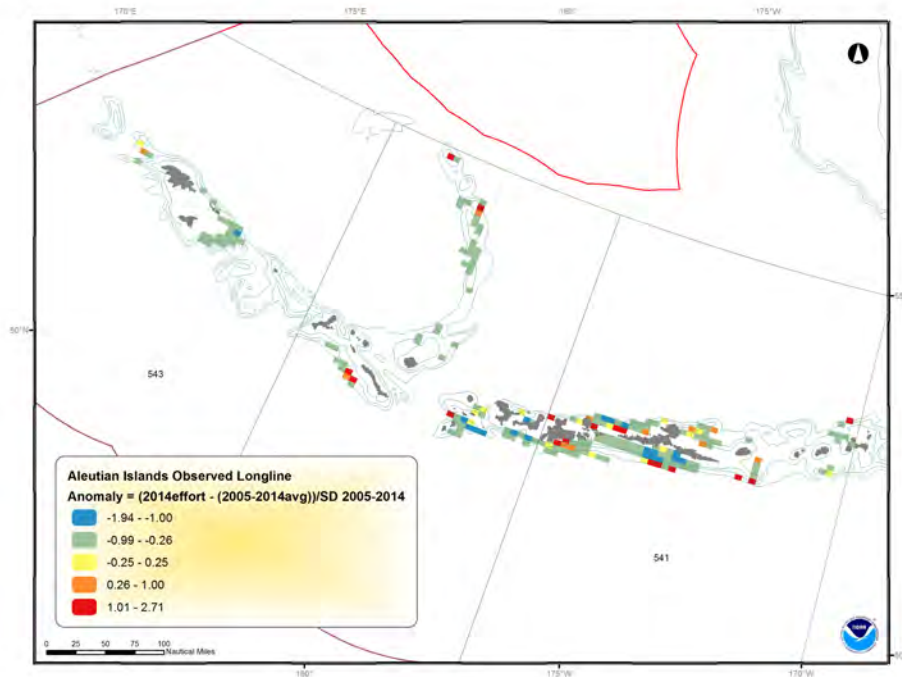 170°E 175°E 180° 175°W
50°N
543
541
Aleutian Islands Observed Longline
Anomaly = (2014effort - (2005-2014avg))/SD 2005-2014
-1.94 - -1.00
-0.99 - -0.26
-0.25 - 0.25
0.26 - 1.00
1.01 - 2.71
0 25 50 75 100
Nautical Miles
NOAA
180° 175°W 170°W